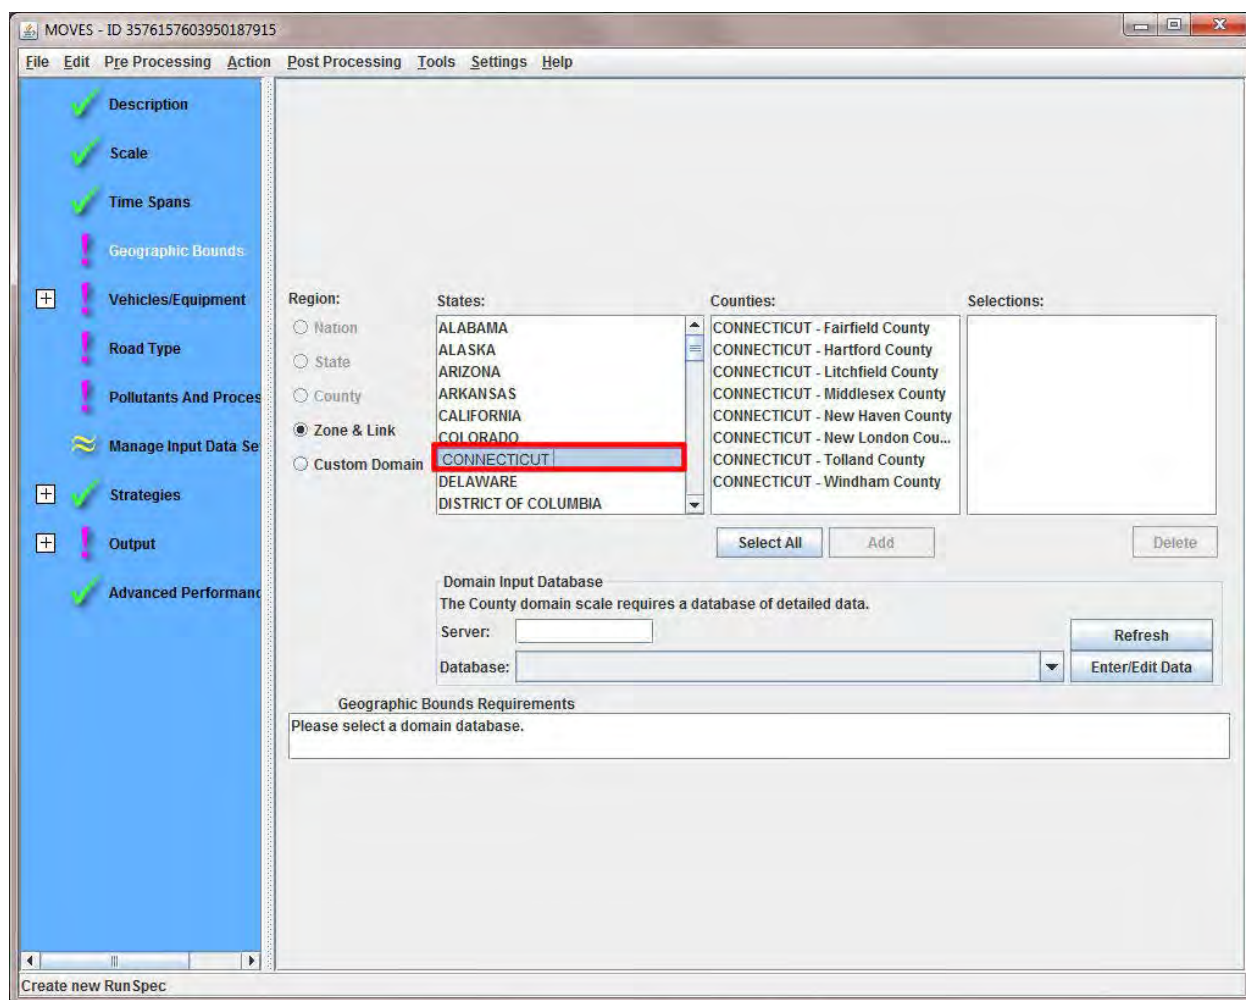 MOVES - ID 3576157603950187915
File Edit Pre Processing Action Post Processing Tools Settings Help
Description
Scale
Time Spans
Geographic Bounds
Vehicles/Equipment
Road Type
Pollutants And Proces
Manage Input Data Se
Strategies
Output
Advanced Performanc
Region:
Nation
State
County
Zone & Link
Custom Domain
States:
ALABAMA
ALASKA
ARIZONA
ARKANSAS
CALIFORNIA
COLORADO
CONNECTICUT
DELAWARE
DISTRICT OF COLUMBIA
Counties:
CONNECTICUT - Fairfield County
CONNECTICUT - Hartford County
CONNECTICUT - Litchfield County
CONNECTICUT - Middlesex County
CONNECTICUT - New Haven County
CONNECTICUT - New London Cou...
CONNECTICUT - Tolland County
CONNECTICUT - Windham County
Selections:
Select All Add Delete
Domain Input Database
The County domain scale requires a database of detailed data.
Server: Refresh
Database: Enter/Edit Data
Geographic Bounds Requirements
Please select a domain database.
Create new RunSpec